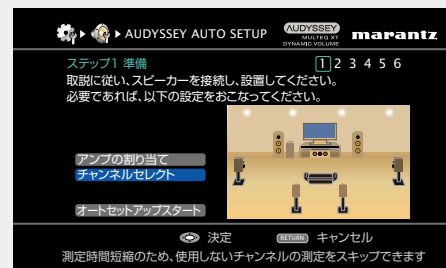 AUDYSSEY AUTO SETUP
AUDYSSEY
MULTEQ XT
DYNAMIC VOLUME
marantz
ステップ1 準備
1 2 3 4 5 6
取説に従い、スピーカーを接続し、設置してください。
必要であれば、以下の設定をおこなってください。
アンプの割り当て
チャンネルセレクト
オートセットアップスタート
決定
RETURN キャンセル
測定時間短縮のため、使用しないチャンネルの測定をスキップできます